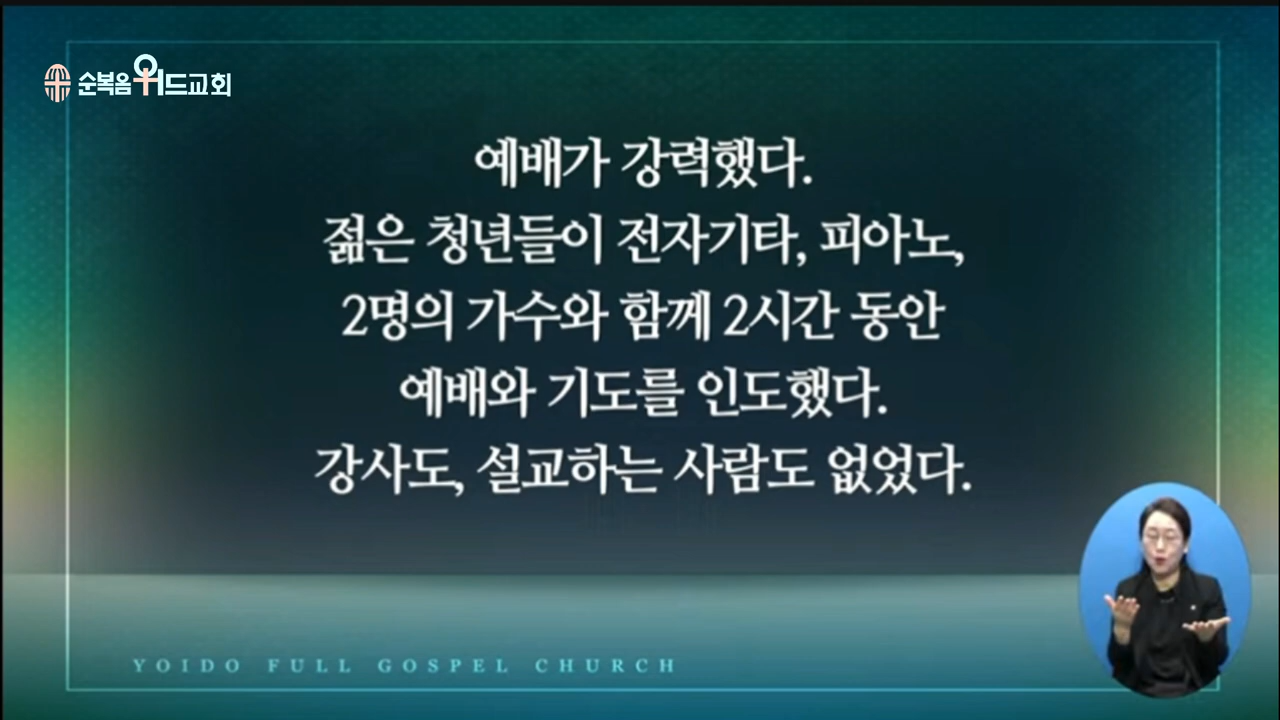 순복음워드교회
예배가 강력했다.
젊은 청년들이 전자기타, 피아노,
2명의 가수와 함께 2시간 동안
예배와 기도를 인도했다.
강사도, 설교하는 사람도 없었다.
YOIDO FULL GOSPEL CHURCH